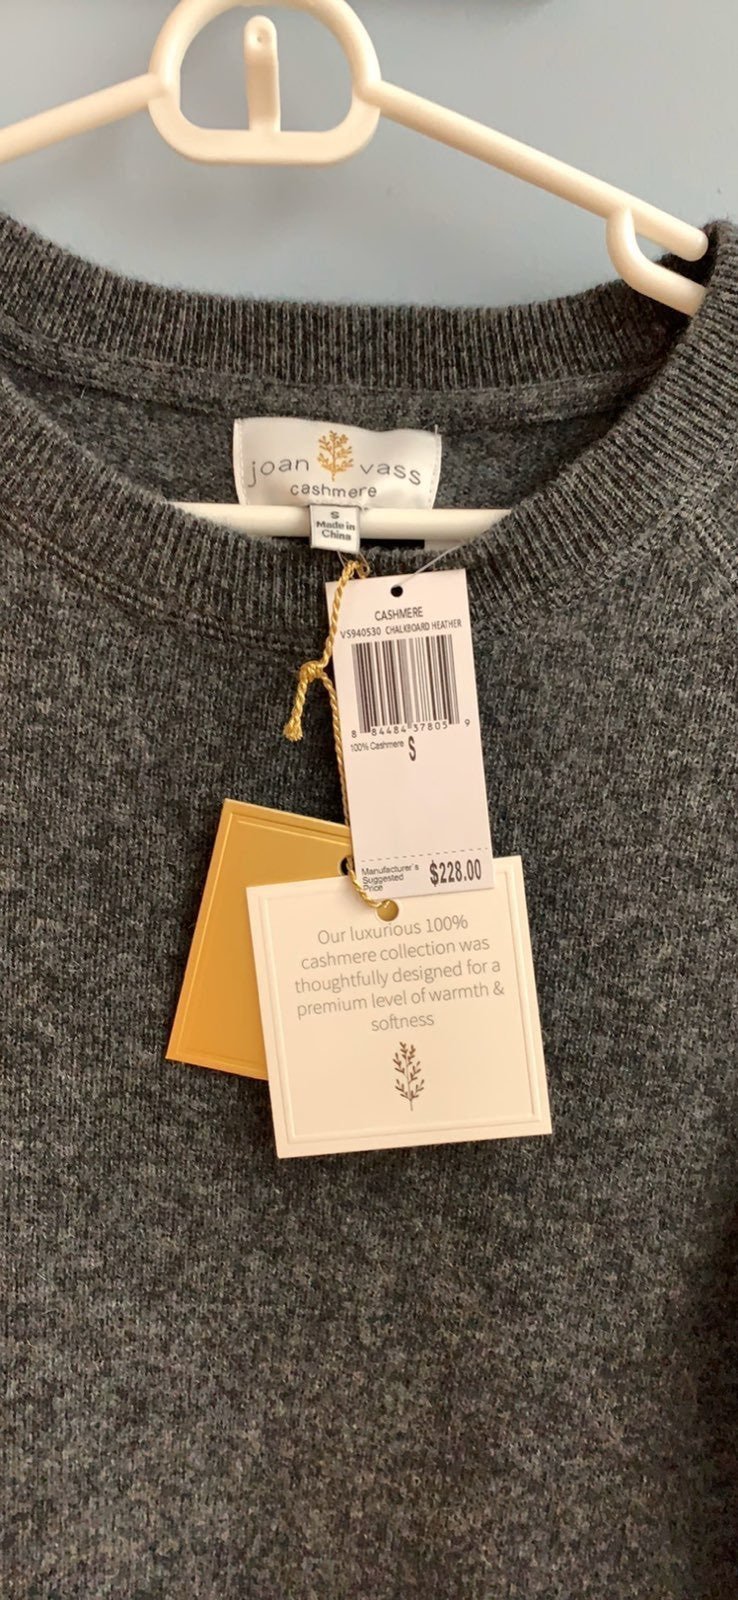 joan vass
cashmere
S
Made in
China
CASHMERE
VS940530 CHALKBOARD HEATHER
8 84484 37805 9
100% Cashmere S
Manufacturer's
Suggested
Price
$228.00
Our luxurious 100%
cashmere collection was
thoughtfully designed for a
premium level of warmth &
softness